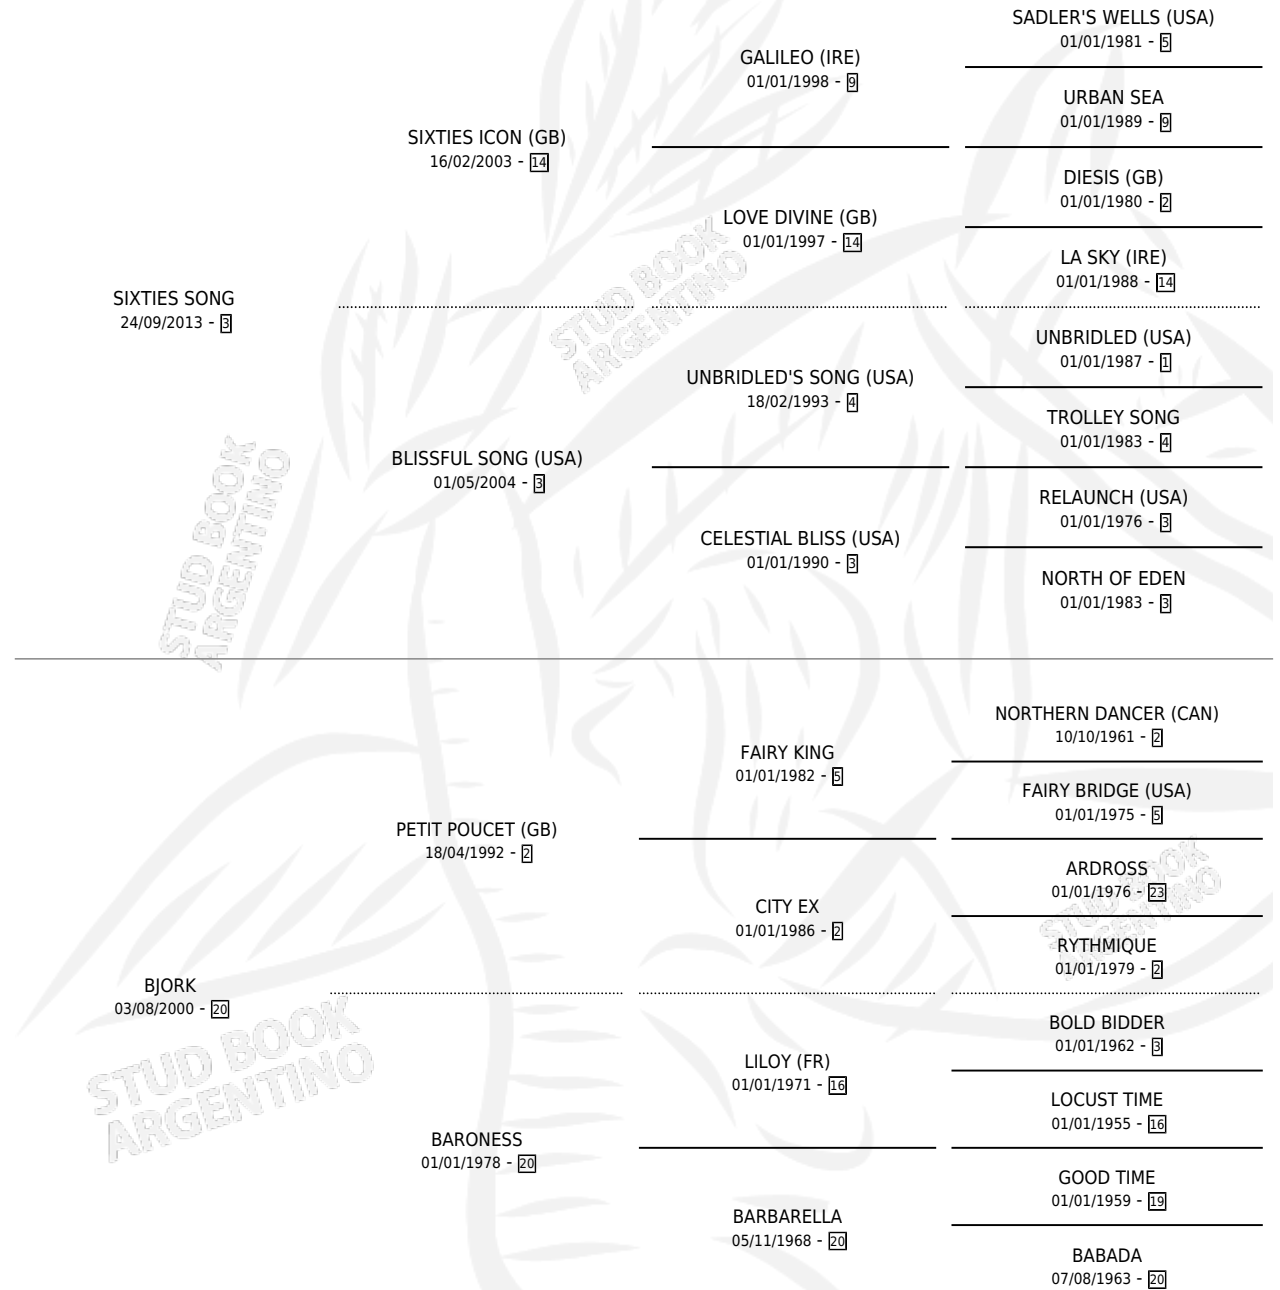 SADLER'S WELLS (USA)
01/01/1981 - 5
GALILEO (IRE)
01/01/1998 - 9
URBAN SEA
01/01/1989 - 9
SIXTIES ICON (GB)
16/02/2003 - 14
DIESIS (GB)
01/01/1980 - 2
LOVE DIVINE (GB)
01/01/1997 - 14
LA SKY (IRE)
01/01/1988 - 14
SIXTIES SONG
24/09/2013 - 3
STUD BOOK
ARGENTINO
UNBRIDLED (USA)
01/01/1987 - 1
UNBRIDLED'S SONG (USA)
18/02/1993 - 4
TROLLEY SONG
01/01/1983 - 4
BLISSFUL SONG (USA)
01/05/2004 - 3
RELAUNCH (USA)
01/01/1976 - 3
CELESTIAL BLISS (USA)
01/01/1990 - 3
NORTH OF EDEN
01/01/1983 - 3
STUD BOOK
ARGENTINO
NORTHERN DANCER (CAN)
10/10/1961 - 2
FAIRY KING
01/01/1982 - 5
FAIRY BRIDGE (USA)
01/01/1975 - 5
PETIT POUCET (GB)
18/04/1992 - 2
ARDROSS
01/01/1976 - 23
CITY EX
01/01/1986 - 2
RYTHMIQUE
01/01/1979 - 2
STUD BOOK
ARGENTINO
BJORK
03/08/2000 - 20
BOLD BIDDER
01/01/1962 - 3
LILOY (FR)
01/01/1971 - 16
LOCUST TIME
01/01/1955 - 16
STUD BOOK
ARGENTINO
BARONESS
01/01/1978 - 20
GOOD TIME
01/01/1959 - 19
BARBARELLA
05/11/1968 - 20
BABADA
07/08/1963 - 20